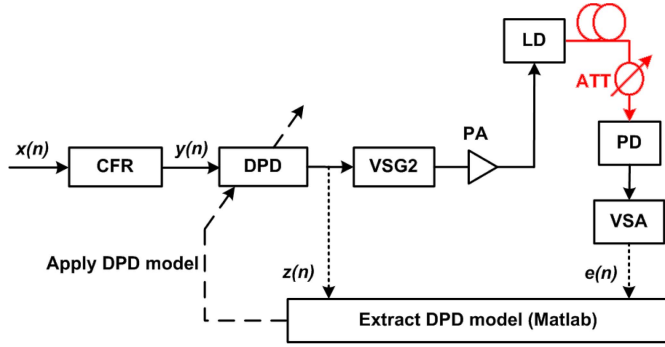 LD
ATT
PA
x(n)
CFR
y(n)
DPD
VSG2
PD
VSA
Apply DPD model
z(n)
e(n)
Extract DPD model (Matlab)